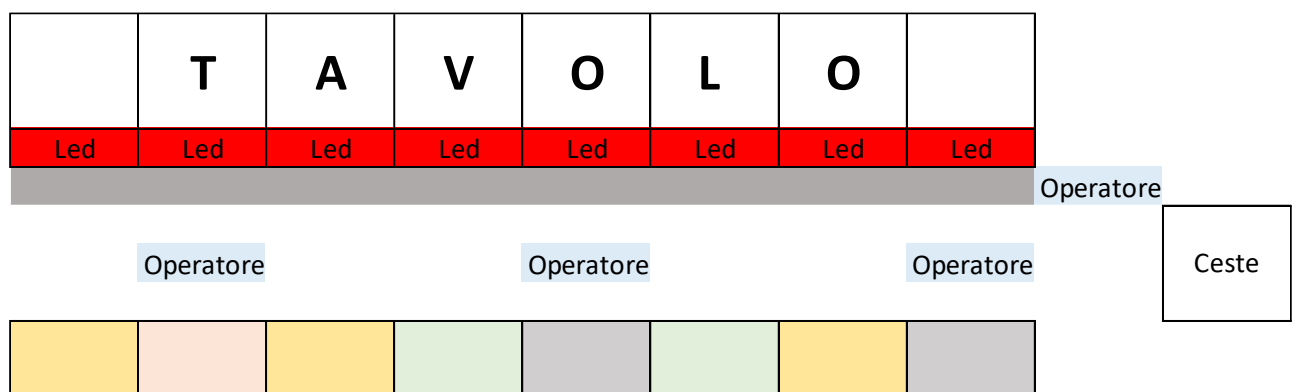 T A V O L O
Led Led Led Led Led Led Led Led
Operatore
Operatore Operatore Operatore Ceste